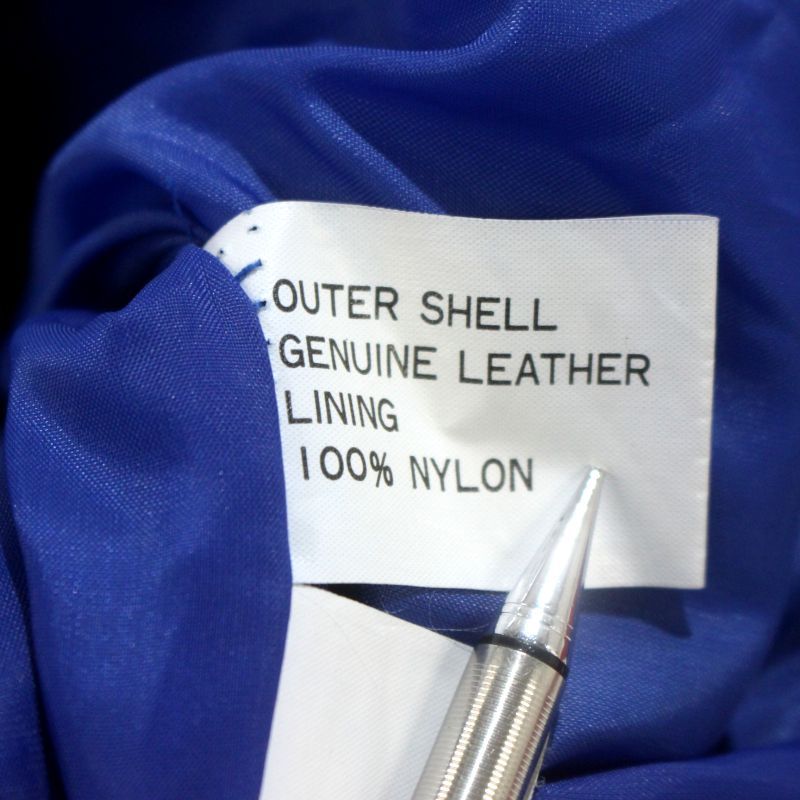 OUTER SHELL
GENUINE LEATHER
LINING
100% NYLON